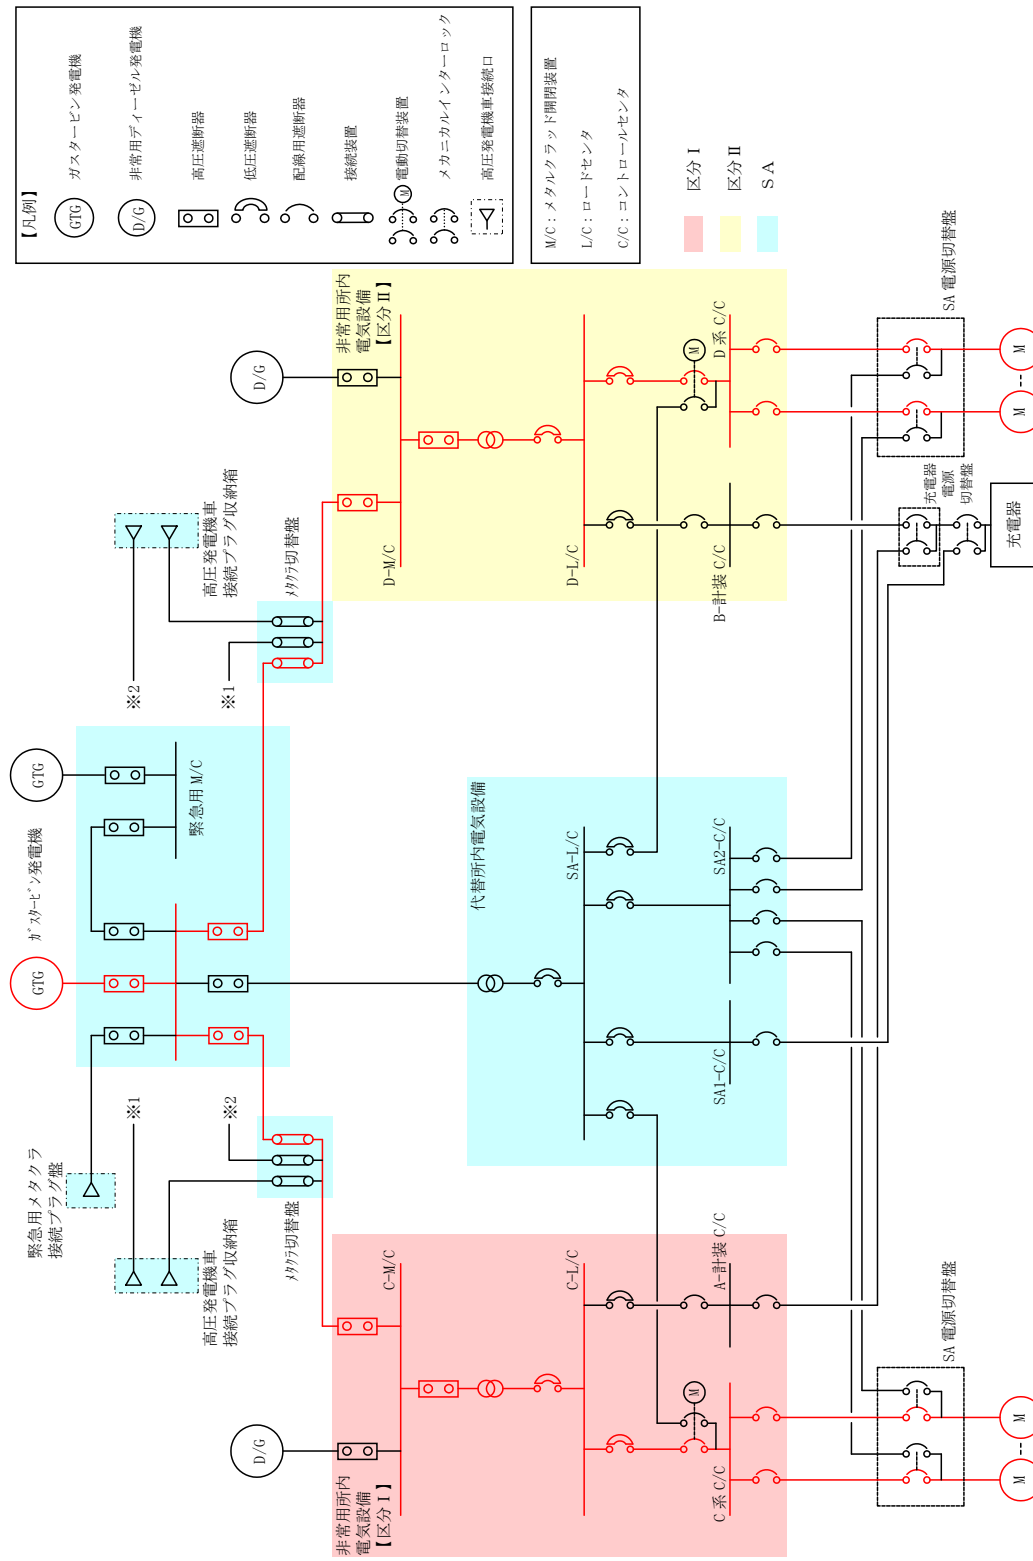 【凡例】
GTG
ガスタービン発電機
D/G
非常用ディーゼル発電機
高圧遮断器
低圧遮断器
配線用遮断器
接続装置
M
電動切替装置
メカニカルインターロック
高圧発電機車接続口
M/C：メタルクラッド開閉装置
L/C：ロードセンタ
C/C：コントロールセンタ
区分Ⅰ
区分Ⅱ
ＳＡ
緊急用メタクラ
接続プラグ盤
ｶﾞｽﾀｰﾋﾞﾝ発電機
GTG
GTG
緊急用 M/C
高圧発電機車
接続プラグ収納箱
※1
※2
ﾒﾀｸﾗ切替盤
高圧発電機車
接続プラグ収納箱
※2
※1
ﾒﾀｸﾗ切替盤
D/G
非常用所内
電気設備
【区分Ⅰ】
C-M/C
C-L/C
M
C 系 C/C
A-計装 C/C
代替所内電気設備
SA-L/C
SA1-C/C
SA2-C/C
D/G
非常用所内
電気設備
【区分Ⅱ】
D-M/C
D-L/C
M
B-計装 C/C
D 系 C/C
SA 電源切替盤
M
M
充電器
電源
切替盤
充電器
SA 電源切替盤
M
M